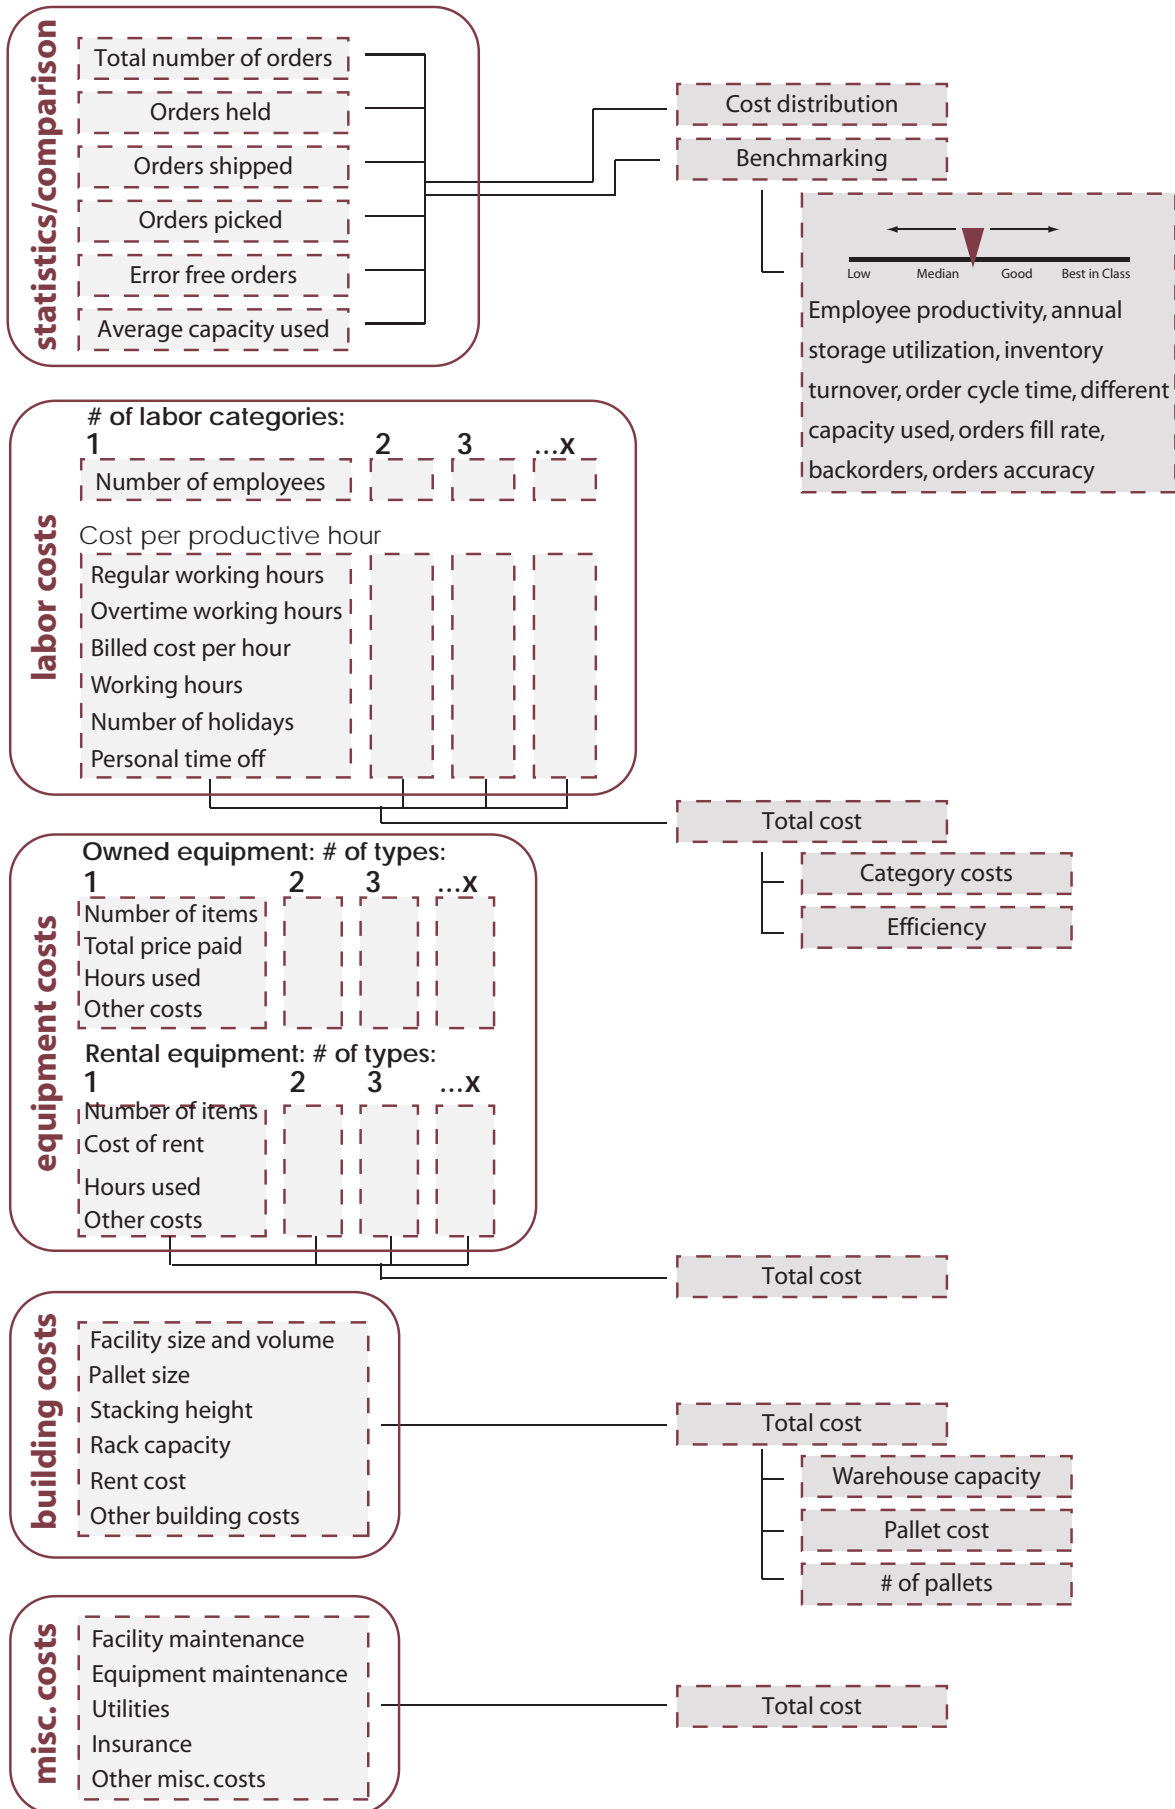 statistics/comparison
Total number of orders
Orders held
Orders shipped
Orders picked
Error free orders
Average capacity used
Cost distribution
Benchmarking
Low Median Good Best in Class
Employee productivity, annual
storage utilization, inventory
turnover, order cycle time, different
capacity used, orders fill rate,
backorders, orders accuracy
labor costs
# of labor categories:
1 2 3 ...x
Number of employees
Cost per productive hour
Regular working hours
Overtime working hours
Billed cost per hour
Working hours
Number of holidays
Personal time off
Total cost
Category costs
Efficiency
equipment costs
Owned equipment: # of types:
1 2 3 ...x
Number of items
Total price paid
Hours used
Other costs
Rental equipment: # of types:
1 2 3 ...x
Number of items
Cost of rent
Hours used
Other costs
Total cost
building costs
Facility size and volume
Pallet size
Stacking height
Rack capacity
Rent cost
Other building costs
Total cost
Warehouse capacity
Pallet cost
# of pallets
misc. costs
Facility maintenance
Equipment maintenance
Utilities
Insurance
Other misc. costs
Total cost